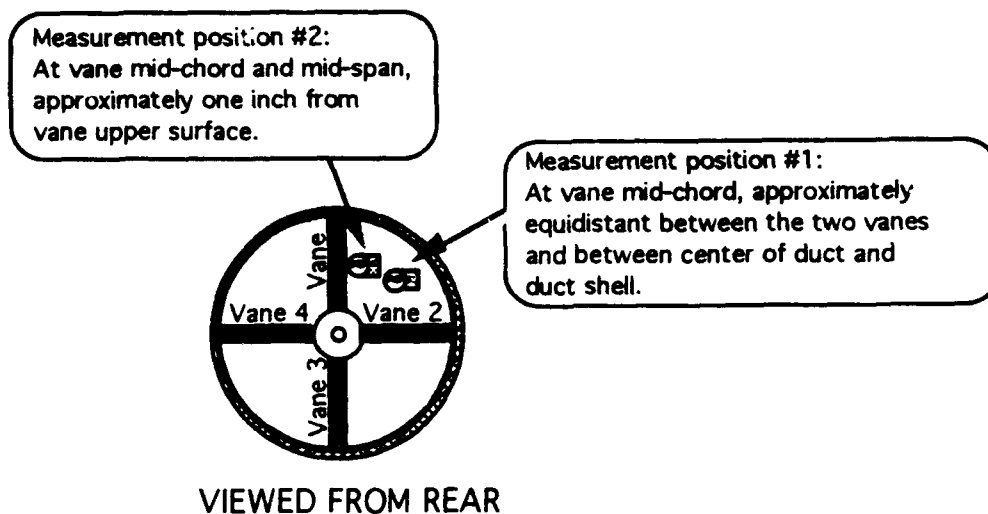 Measurement position #2:
At vane mid-chord and mid-span,
approximately one inch from
vane upper surface.
Measurement position #1:
At vane mid-chord, approximately
equidistant between the two vanes
and between center of duct and
duct shell.
Vane
Vane 4
Vane 2
Vane 3
VIEWED FROM REAR